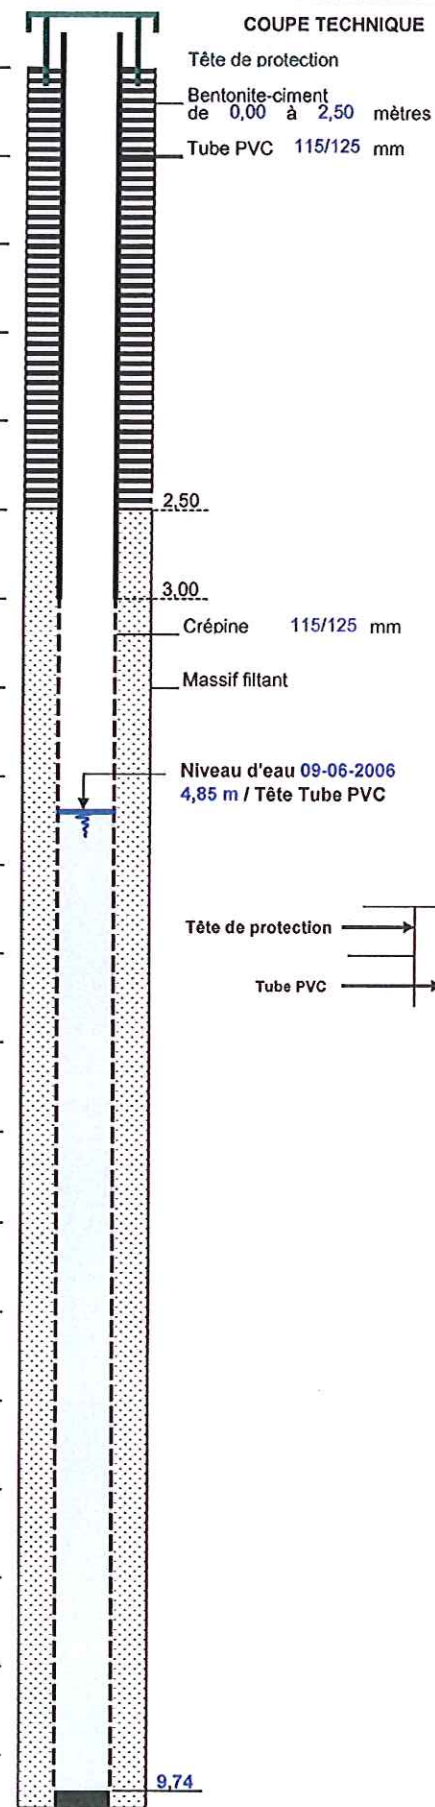 COUPE TECHNIQUE
Tête de protection
Bentonite-ciment
de 0,00 à 2,50 mètres
Tube PVC 115/125 mm
2,50
3,00
Crépine 115/125 mm
Massif filtant
Niveau d'eau 09-06-2006
4,85 m / Tête Tube PVC
Tête de protection
Tube PVC
9,74